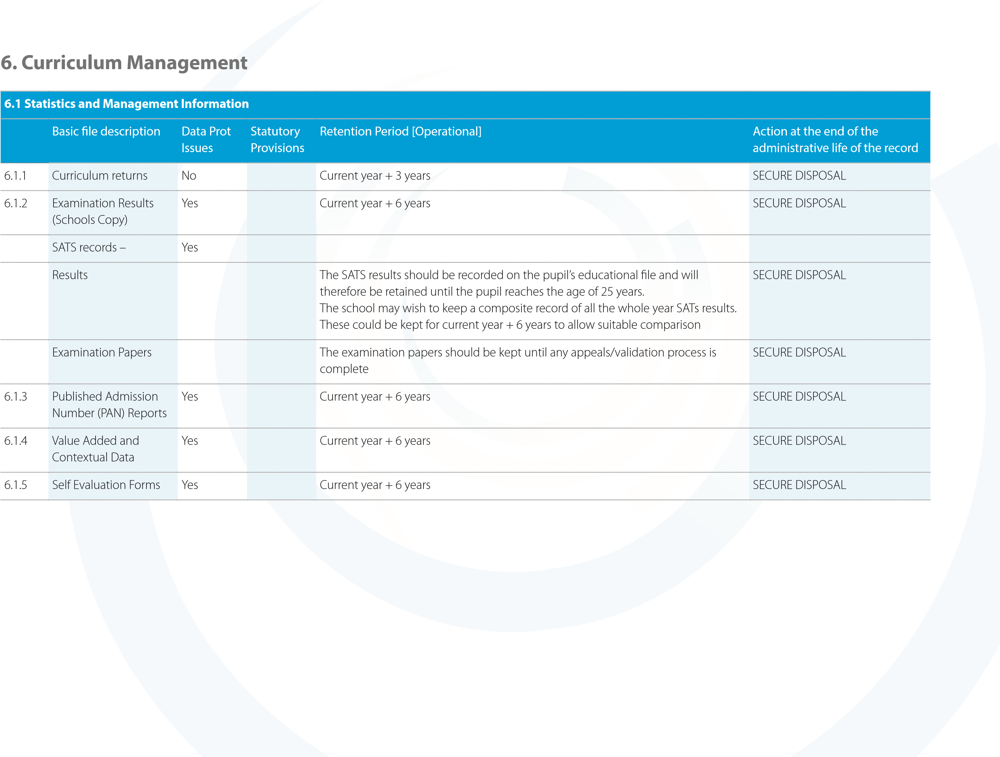 6. Curriculum Management
6.1 Statistics and Management Information
Basic file description
Data Prot
Issues
Statutory
Provisions
Retention Period [Operational]
Action at the end of the
administrative life of the record
6.1.1 Curriculum returns No Current year + 3 years SECURE DISPOSAL
6.1.2 Examination Results Yes Current year + 6 years SECURE DISPOSAL
(Schools Copy)
SATS records – Yes
Results The SATS results should be recorded on the pupil’s educational file and will SECURE DISPOSAL
therefore be retained until the pupil reaches the age of 25 years.
The school may wish to keep a composite record of all the whole year SATs results.
These could be kept for current year + 6 years to allow suitable comparison
Examination Papers The examination papers should be kept until any appeals/validation process is SECURE DISPOSAL
complete
6.1.3 Published Admission Yes Current year + 6 years SECURE DISPOSAL
Number (PAN) Reports
6.1.4 Value Added and Yes Current year + 6 years SECURE DISPOSAL
Contextual Data
6.1.5 Self Evaluation Forms Yes Current year + 6 years SECURE DISPOSAL